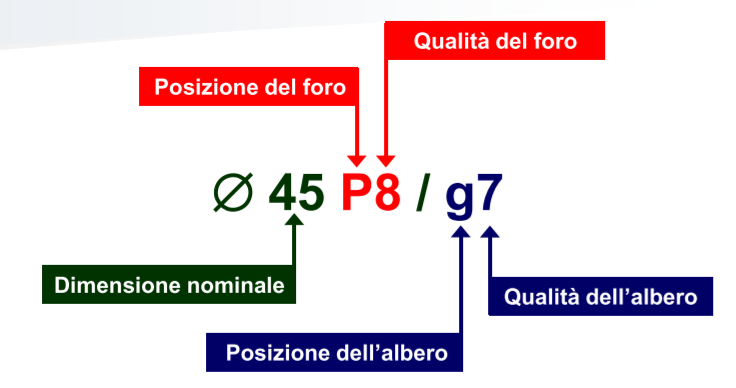 Qualità del foro
Posizione del foro
∅ 45 P8 / g7
Dimensione nominale
Qualità dell’albero
Posizione dell’albero